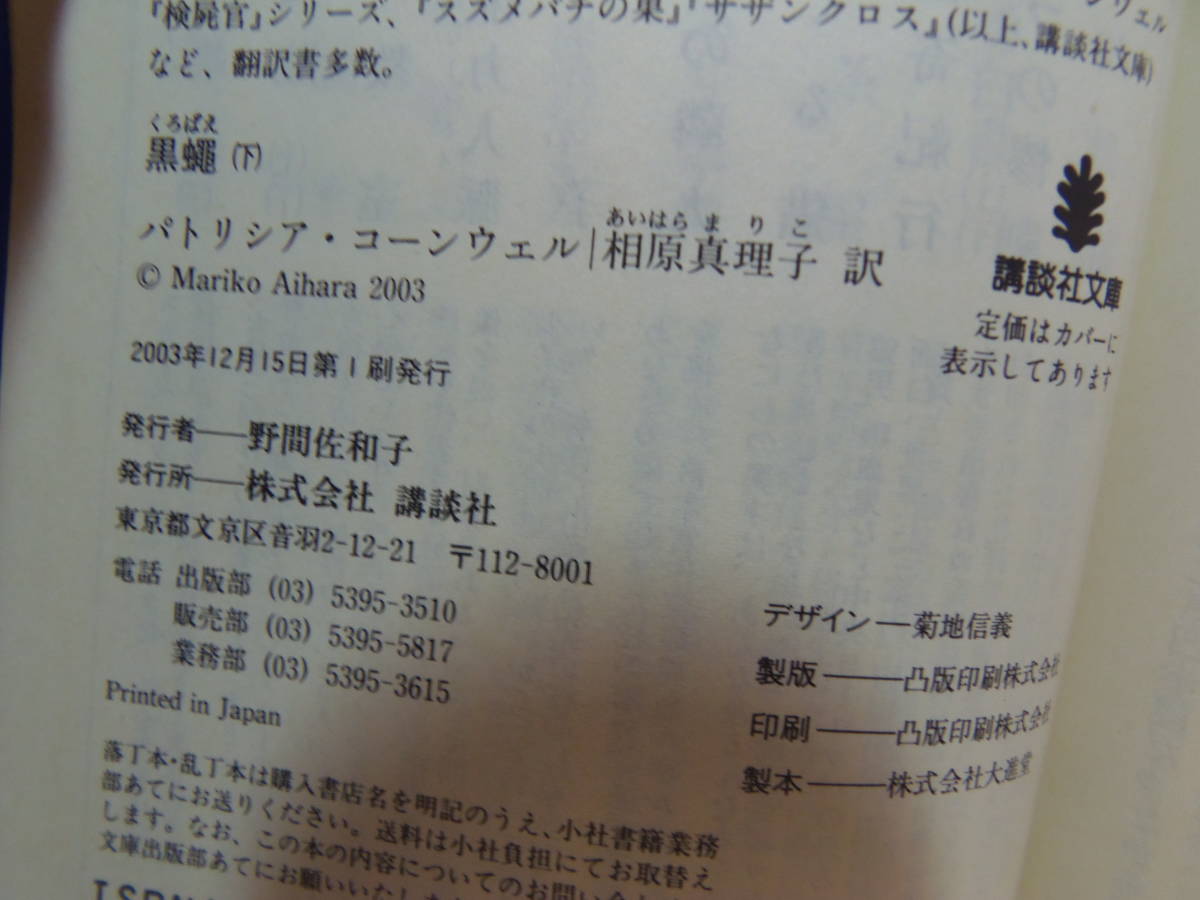 『検屍官』シリーズ、『スズメバチの巣』『サザンクロス』(以上、講談社文庫)
など、翻訳書多数。
くろばえ
黒蠅(下)
あいはら ま り こ
パトリシア・コーンウェル|相原真理子 訳
© Mariko Aihara 2003
講談社文庫
定価はカバーに
表示してあります
2003年12月15日第1刷発行
発行者——野間佐和子
発行所——株式会社 講談社
東京都文京区音羽2-12-21 〒112-8001
電話 出版部 (03) 5395-3510
販売部 (03) 5395-5817
業務部 (03) 5395-3615
Printed in Japan
デザイン—菊地信義
製版——凸版印刷株式会社
印刷——凸版印刷株式会社
製本——株式会社大進堂
落丁本・乱丁本は購入書店名を明記のうえ、小社書籍業務
部あてにお送りください。送料は小社負担にてお取替え
します。なお、この本の内容についてのお問い合わ
文庫出版部あてにお願いいたし
ISBN